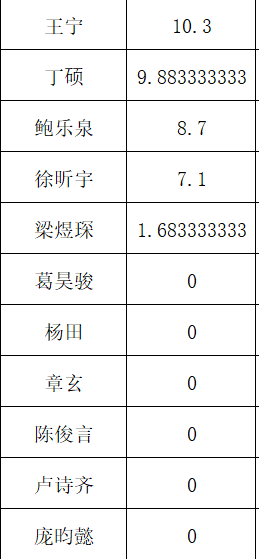 王宁 10.3
丁硕 9.883333333
鲍乐泉 8.7
徐昕宇 7.1
梁煜琛 1.683333333
葛昊骏 0
杨田 0
章玄 0
陈俊言 0
卢诗齐 0
庞昀懿 0